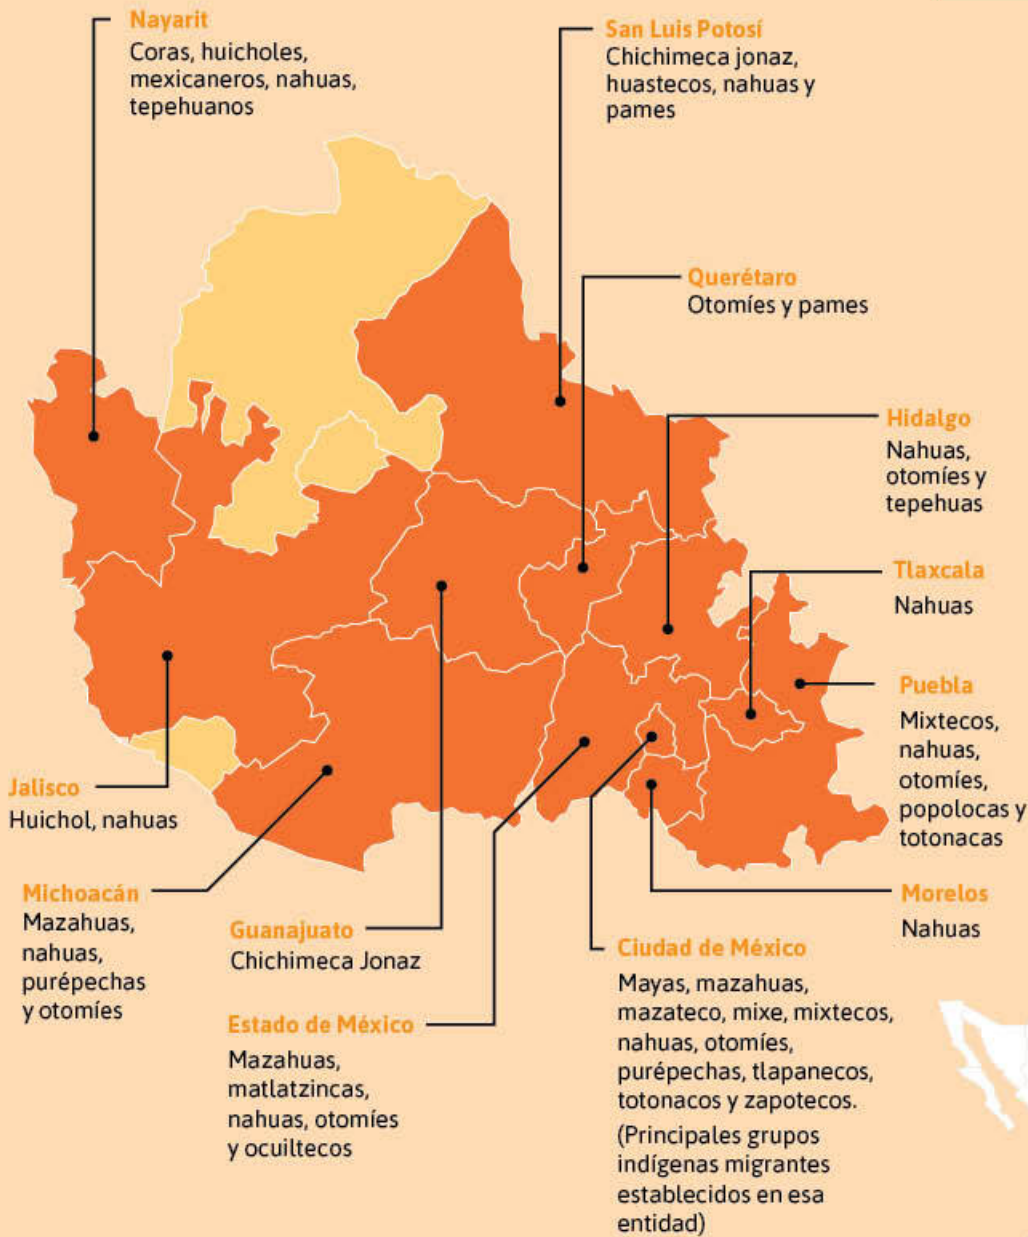 Nayarit
Coras, huicholes,
mexicaneros, nahuas,
tepehuanos
San Luis Potosí
Chichimeca jonaz,
huastecos, nahuas y
pames
Querétaro
Otomíes y pames
Hidalgo
Nahuas,
otomíes y
tepehuas
Tlaxcala
Nahuas
Puebla
Mixtecos,
nahuas,
otomíes,
popolocas y
totonacas
Jalisco
Huichol, nahuas
Michoacán
Mazahuas,
nahuas,
purépechas
y otomíes
Guanajuato
Chichimeca Jonaz
Estado de México
Mazahuas,
matlatzincas,
nahuas, otomíes
y ocuiltecos
Ciudad de México
Mayas, mazahuas,
mazateco, mixe, mixtecos,
nahuas, otomíes,
purépechas, tlapanecos,
totonacos y zapotecos.
(Principales grupos
indígenas migrantes
establecidos en esa
entidad)
Morelos
Nahuas